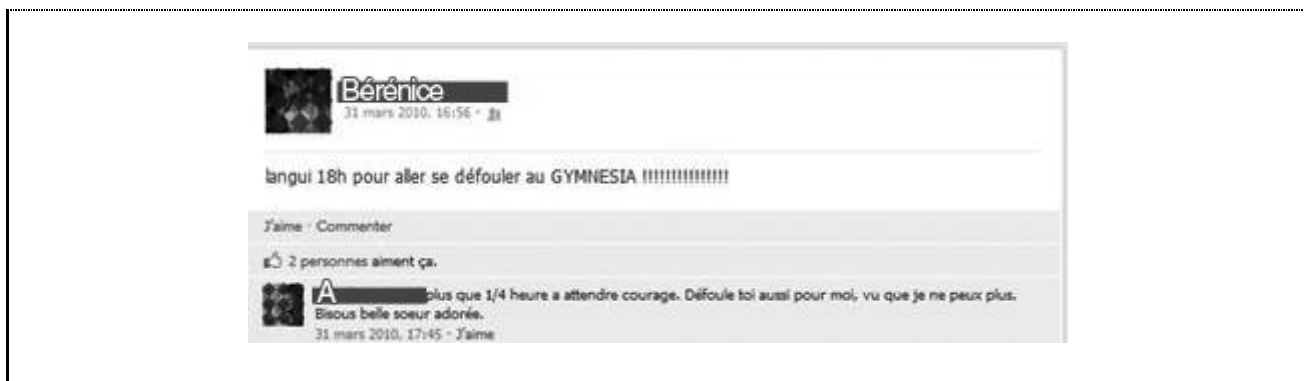 Bérénice
31 mars 2010, 16:56 ·
langui 18h pour aller se défouler au GYMNESIA !!!!!!!!!!!!!!!
J'aime · Commenter
2 personnes aiment ça.
A plus que 1/4 heure a attendre courage. Défoule toi aussi pour moi, vu que je ne peux plus.
Bisous belle soeur adorée.
31 mars 2010, 17:45 · J'aime